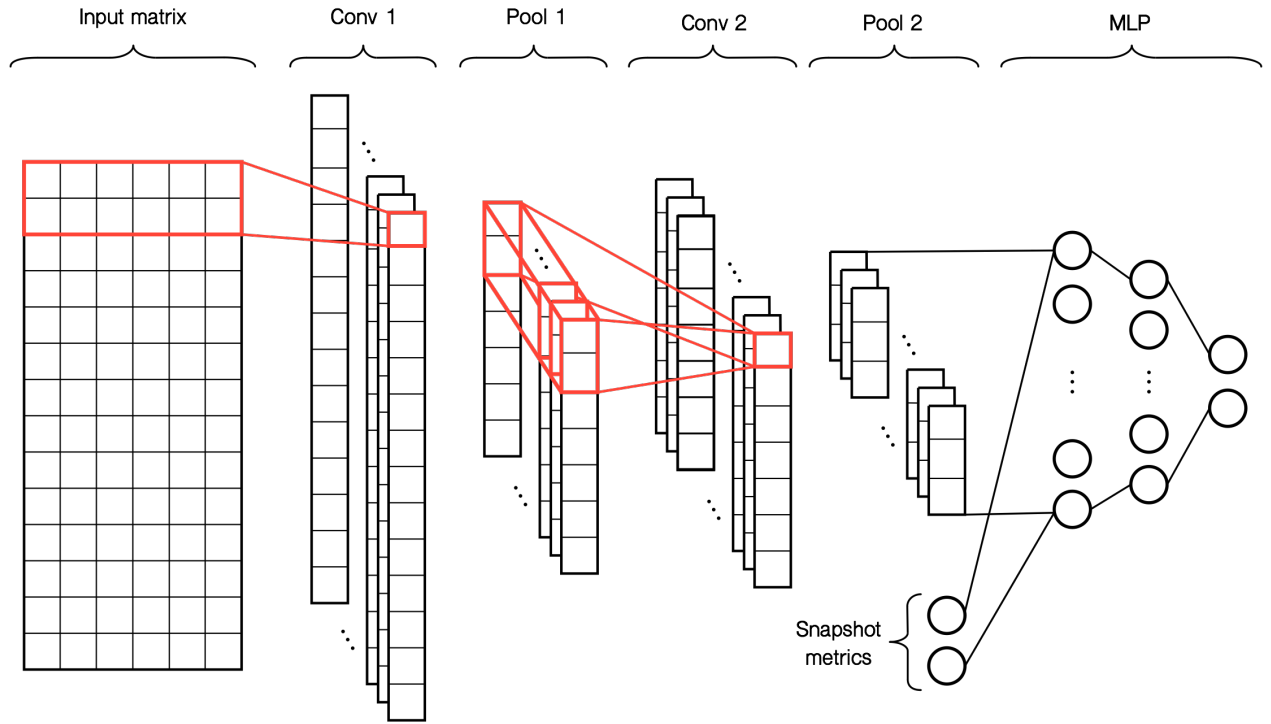 Input matrix
Conv 1
Pool 1
Conv 2
Pool 2
MLP
Snapshot
metrics